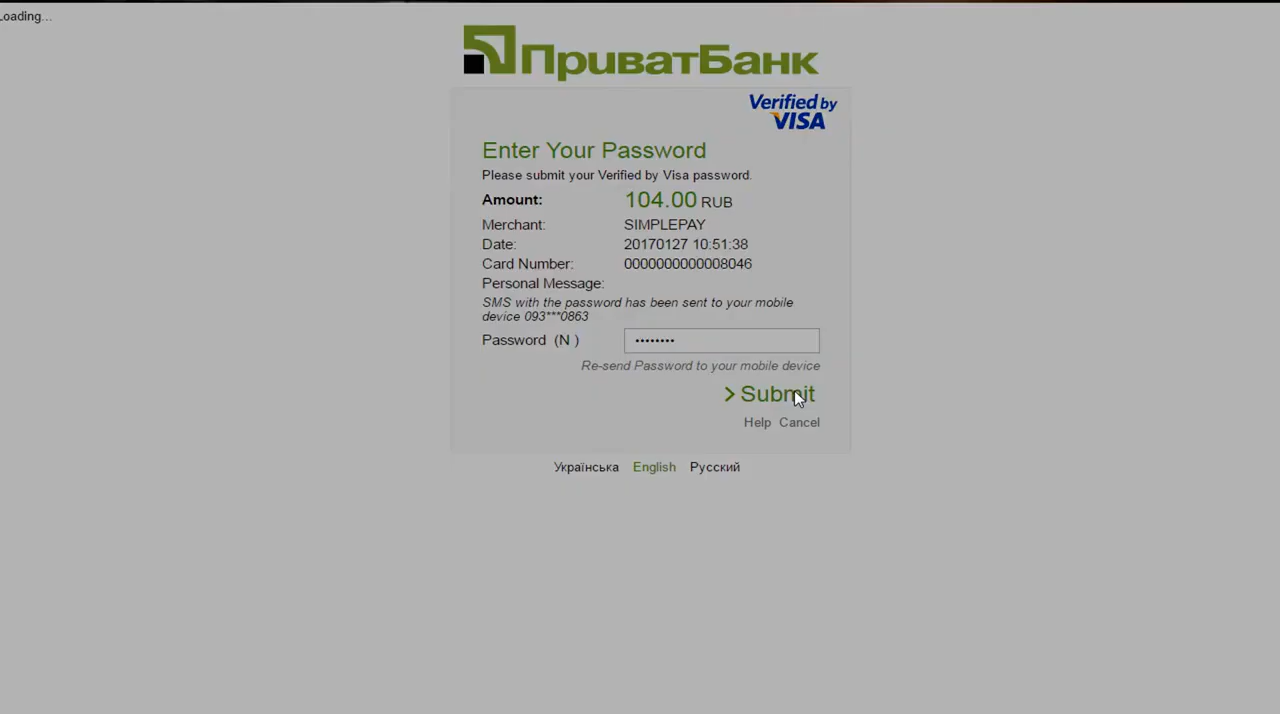 Loading...
ПриватБанк
Verified by
VISA
Enter Your Password
Please submit your Verified by Visa password.
Amount: 104.00 RUB
Merchant: SIMPLEPAY
Date: 20170127 10:51:38
Card Number: 0000000000008046
Personal Message:
SMS with the password has been sent to your mobile
device 093***0863
Password (N ) ••••••••
Re-send Password to your mobile device
> Submit
Help Cancel
Українська English Русский